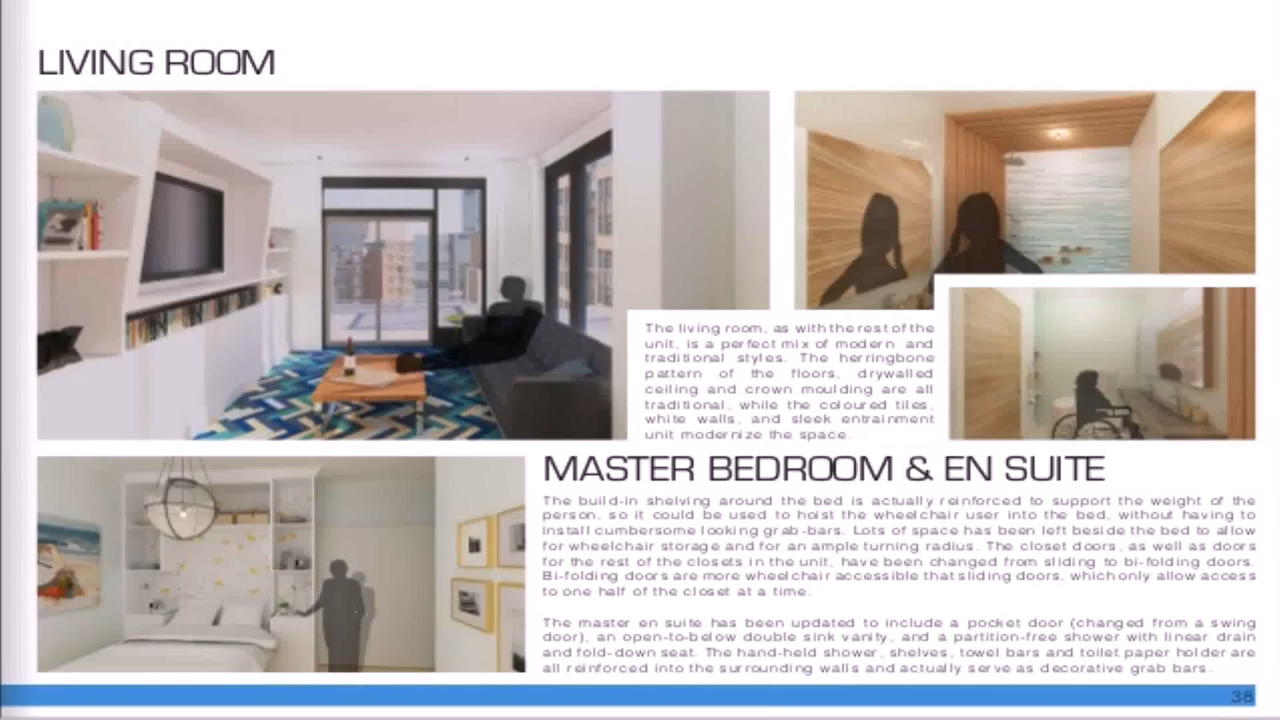 LIVING ROOM
The living room, as with the rest of the
unit, is a perfect mix of modern and
traditional styles. The herringbone
pattern of the floors, drywalled
ceiling and crown moulding are all
traditional, while the coloured tiles,
white walls, and sleek entrainment
unit modernize the space.
MASTER BEDROOM & EN SUITE
The build-in shelving around the bed is actually reinforced to support the weight of the
person, so it could be used to hoist the wheelchair user into the bed, without having to
install cumbersome looking grab-bars. Lots of space has been left beside the bed to allow
for wheelchair storage and for an ample turning radius. The closet doors, as well as doors
for the rest of the closets in the unit, have been changed from sliding to bi-folding doors.
Bi-folding doors are more wheelchair accessible that sliding doors, which only allow access
to one half of the closet at a time.
The master en suite has been updated to include a pocket door (changed from a swing
door), an open-to-below double sink vanity, and a partition-free shower with linear drain
and fold-down seat. The hand-held shower, shelves, towel bars and toilet paper holder are
all reinforced into the surrounding walls and actually serve as decorative grab bars.
38